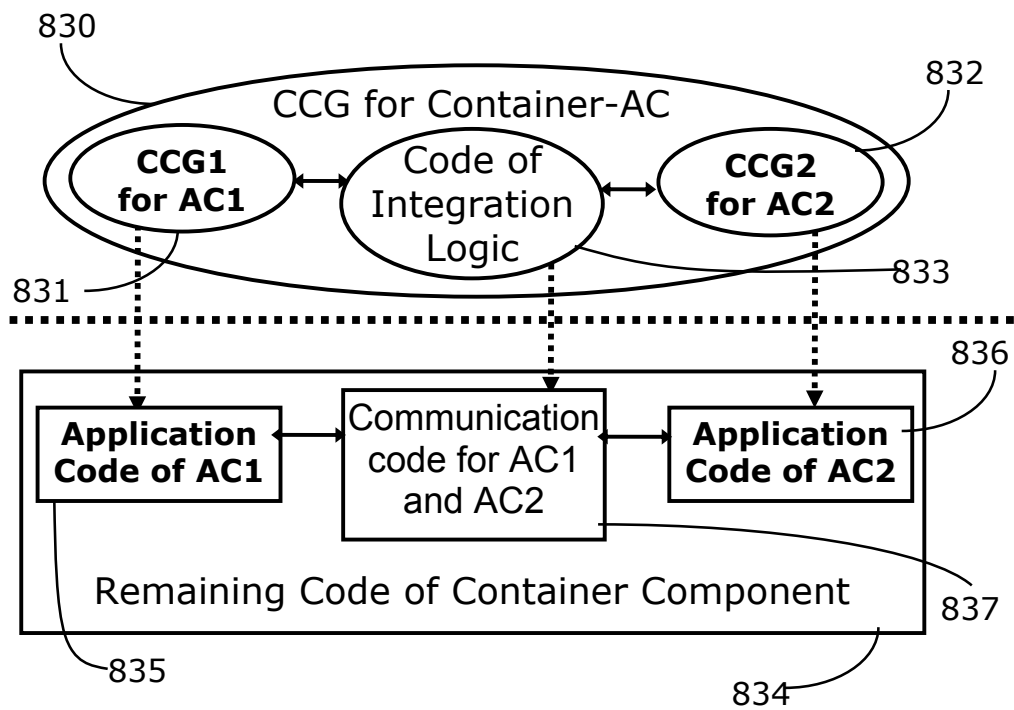 830
832
CCG for Container-AC
CCG1
for AC1
Code of
Integration
Logic
CCG2
for AC2
831
833
836
Application
Code of AC1
Communication
code for AC1
and AC2
Application
Code of AC2
Remaining Code of Container Component
837
835
834